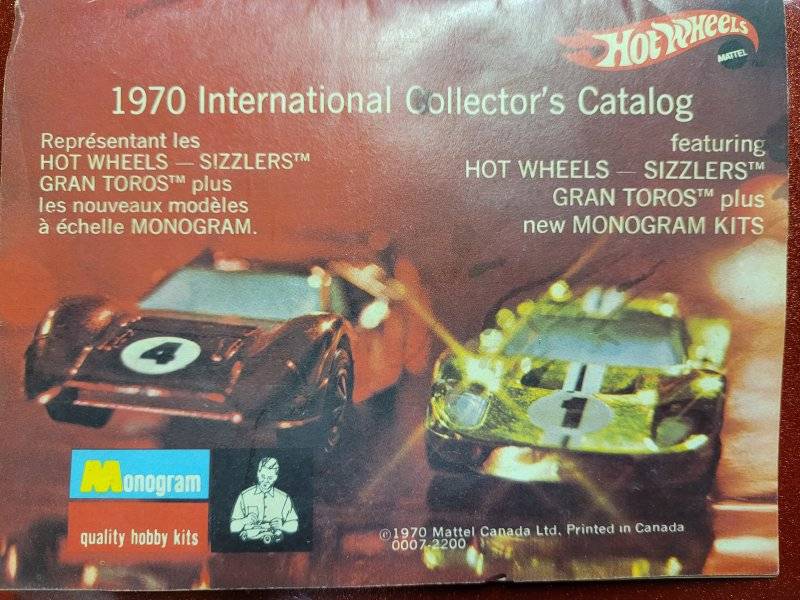 HOT WHEELS
MATTEL
1970 International Collector's Catalog
Représentant les
HOT WHEELS — SIZZLERS™
GRAN TOROS™ plus
les nouveaux modèles
à échelle MONOGRAM.
featuring
HOT WHEELS — SIZZLERS™
GRAN TOROS™ plus
new MONOGRAM KITS
4
1
Monogram
quality hobby kits
©1970 Mattel Canada Ltd. Printed in Canada
0007-2200